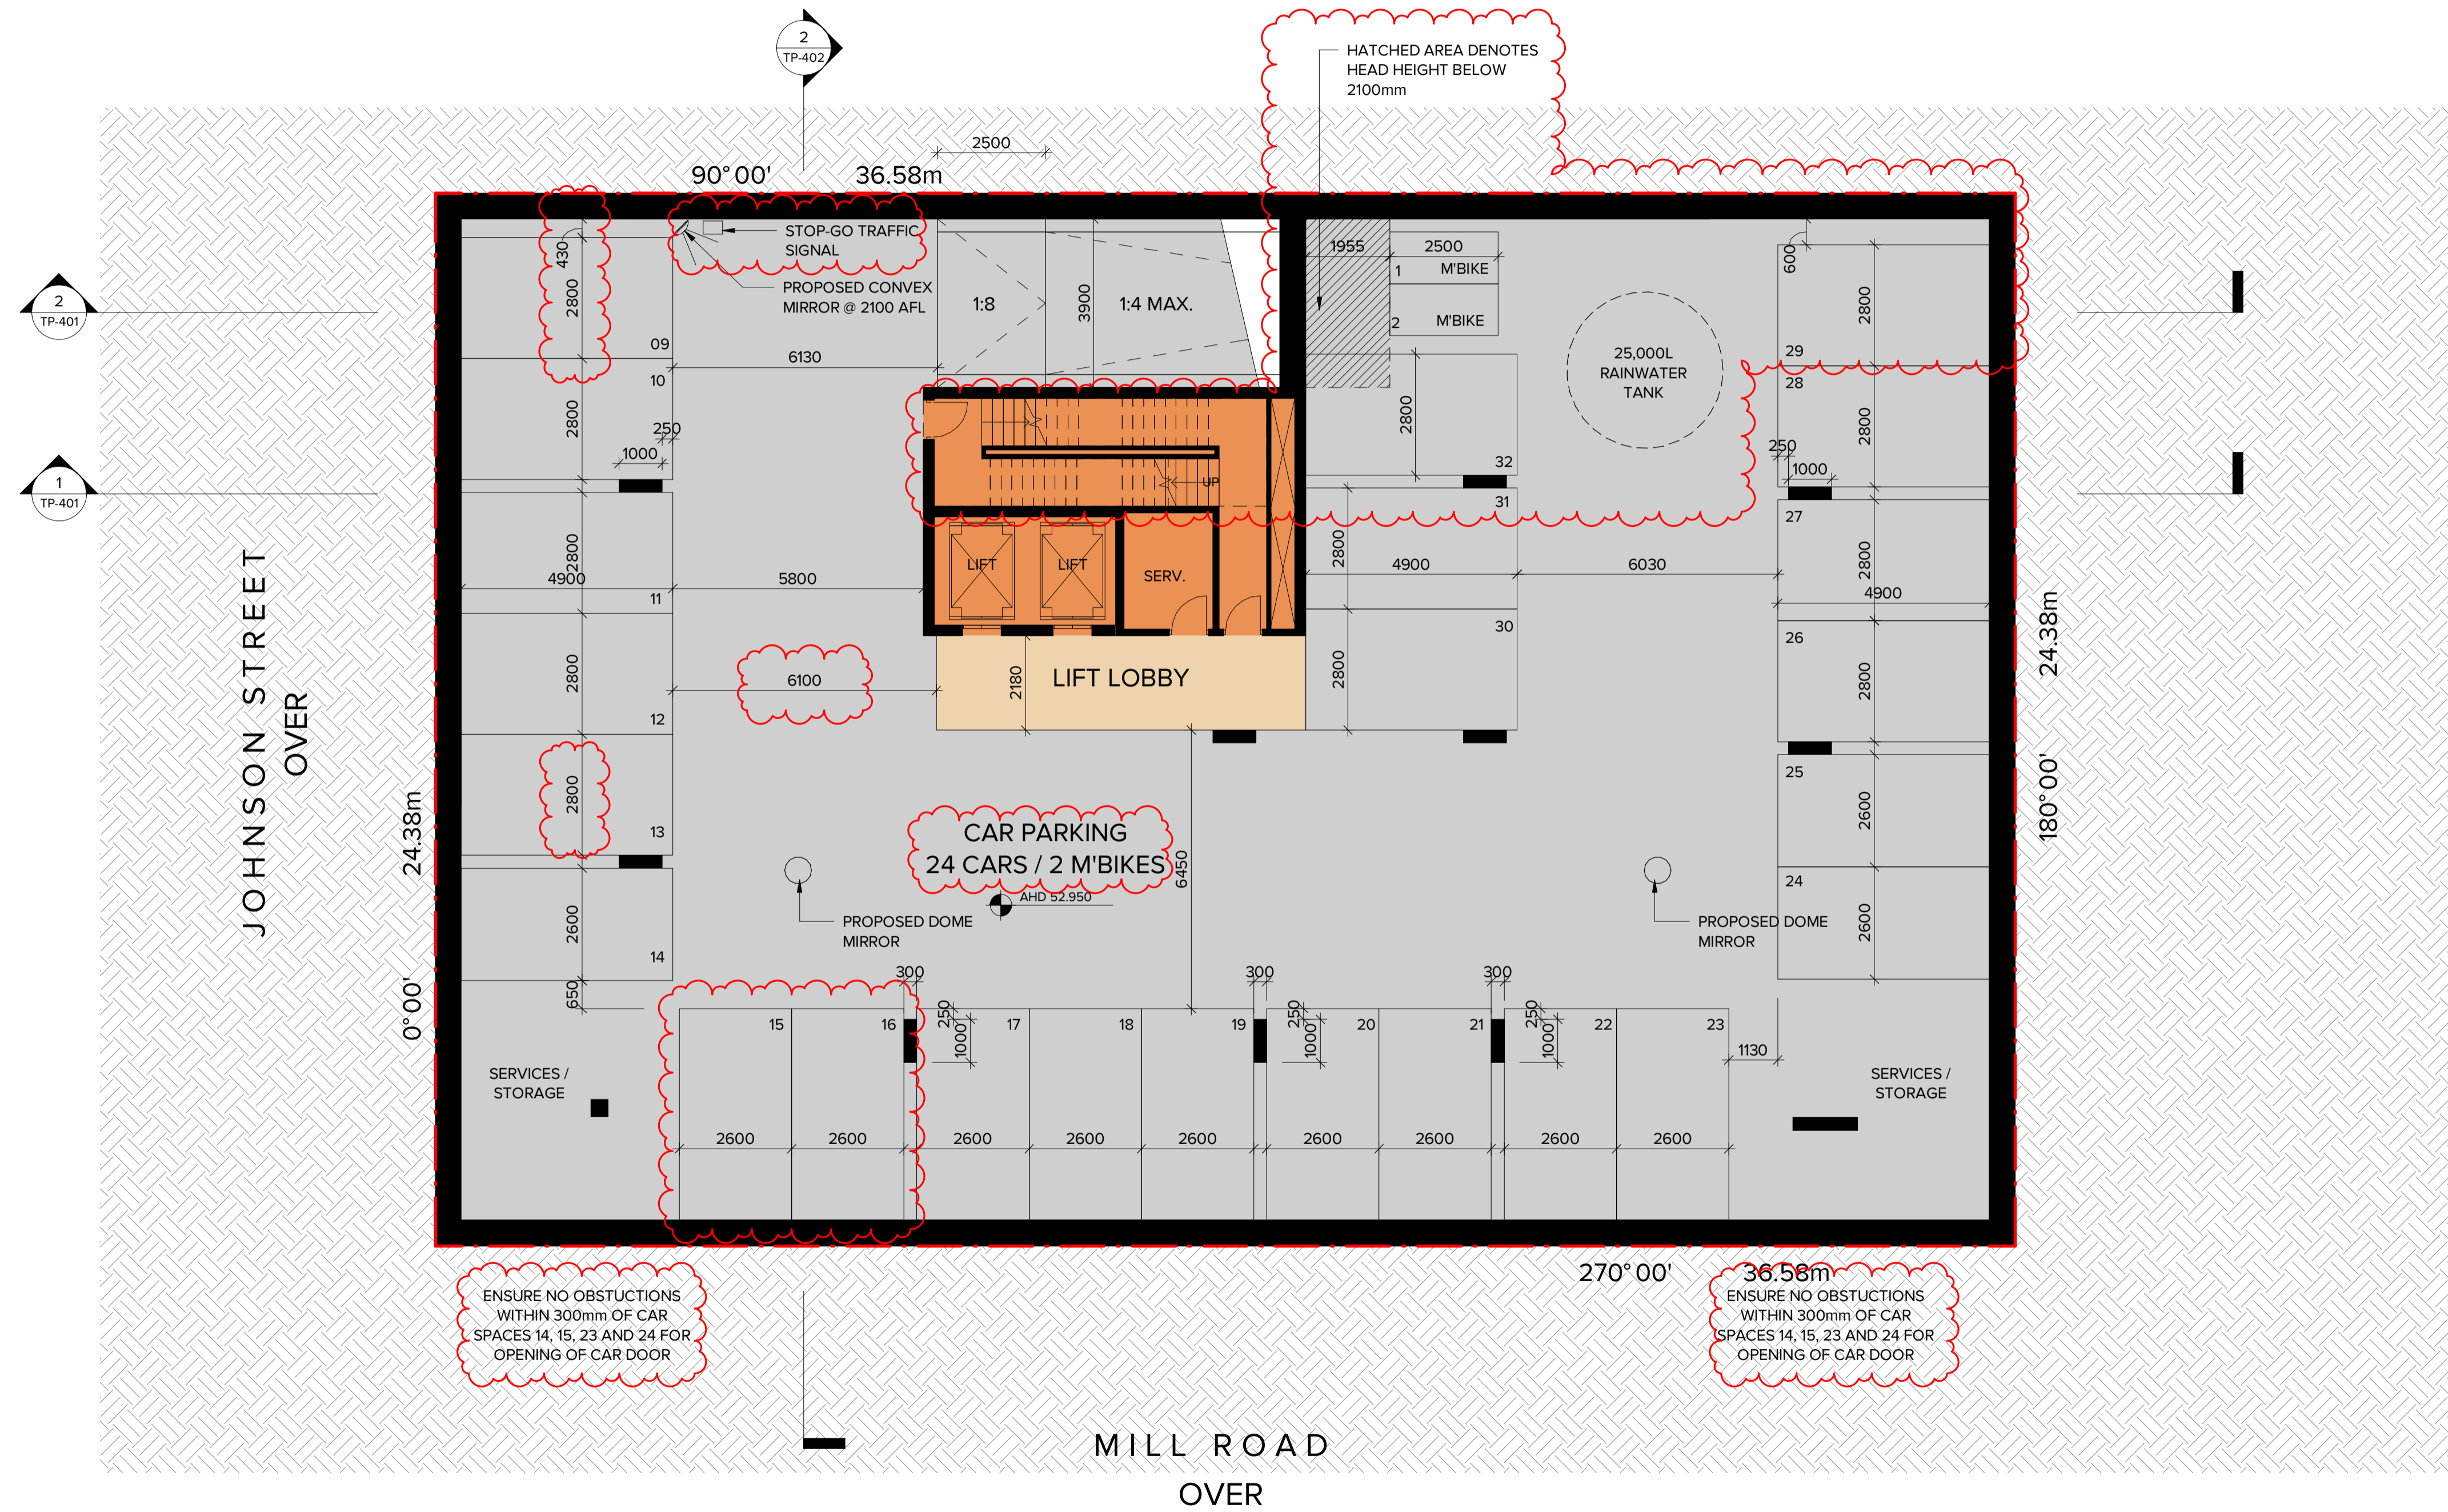 2
TP-402
HATCHED AREA DENOTES
HEAD HEIGHT BELOW
2100mm
2500
90°00'
36.58m
STOP-GO TRAFFIC
SIGNAL
PROPOSED CONVEX
MIRROR @ 2100 AFL
430
2800
09
10
2800
250
1000
6130
1:8
3900
1:4 MAX.
1955
2500
1
M'BIKE
2
M'BIKE
25,000L
RAINWATER
TANK
600
2800
29
28
2800
250
1000
2
TP-401
1
TP-401
2800
32
31
UP
27
2800
4900
11
5800
LIFT
LIFT
SERV.
2800
4900
6030
2800
4900
30
26
2800
12
6100
2180
LIFT LOBBY
2800
2800
JOHNSON STREET
OVER
24.38m
0°00'
24.38m
180°00'
2800
13
25
2600
CAR PARKING
24 CARS / 2 M'BIKES
6450
AHD 52.950
24
2600
PROPOSED DOME
MIRROR
PROPOSED DOME
MIRROR
2600
14
650
300
300
300
15
16
250
1000
17
18
19
250
1000
20
21
250
1000
22
23
1130
SERVICES /
STORAGE
SERVICES /
STORAGE
2600
2600
2600
2600
2600
2600
2600
2600
2600
270°00'
36.58m
ENSURE NO OBSTUCTIONS
WITHIN 300mm OF CAR
SPACES 14, 15, 23 AND 24 FOR
OPENING OF CAR DOOR
ENSURE NO OBSTUCTIONS
WITHIN 300mm OF CAR
SPACES 14, 15, 23 AND 24 FOR
OPENING OF CAR DOOR
MILL ROAD
OVER